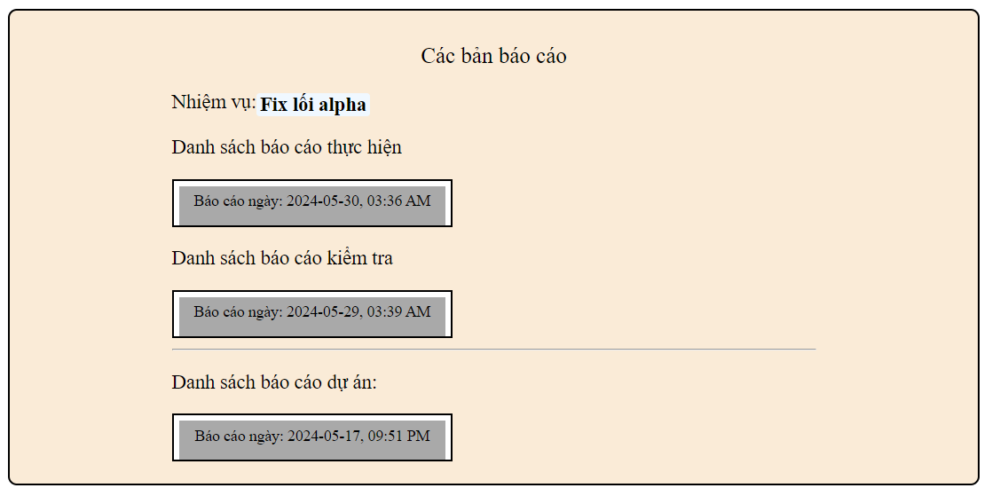 Các bản báo cáo
Nhiệm vụ: Fix lối alpha
Danh sách báo cáo thực hiện
Báo cáo ngày: 2024-05-30, 03:36 AM
Danh sách báo cáo kiểm tra
Báo cáo ngày: 2024-05-29, 03:39 AM
Danh sách báo cáo dự án:
Báo cáo ngày: 2024-05-17, 09:51 PM